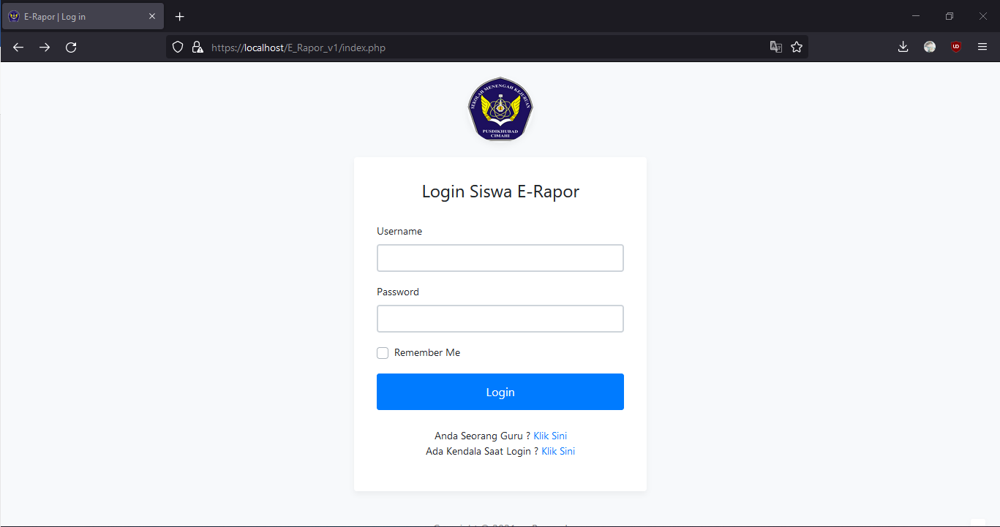 E-Rapor | Log in
https://localhost/E_Rapor_v1/index.php
SEKOLAH MENENGAH KEJURUAN
PUSDIKHUBAD
CIMAHI
Login Siswa E-Rapor
Username
Password
Remember Me
Login
Anda Seorang Guru ? Klik Sini
Ada Kendala Saat Login ? Klik Sini